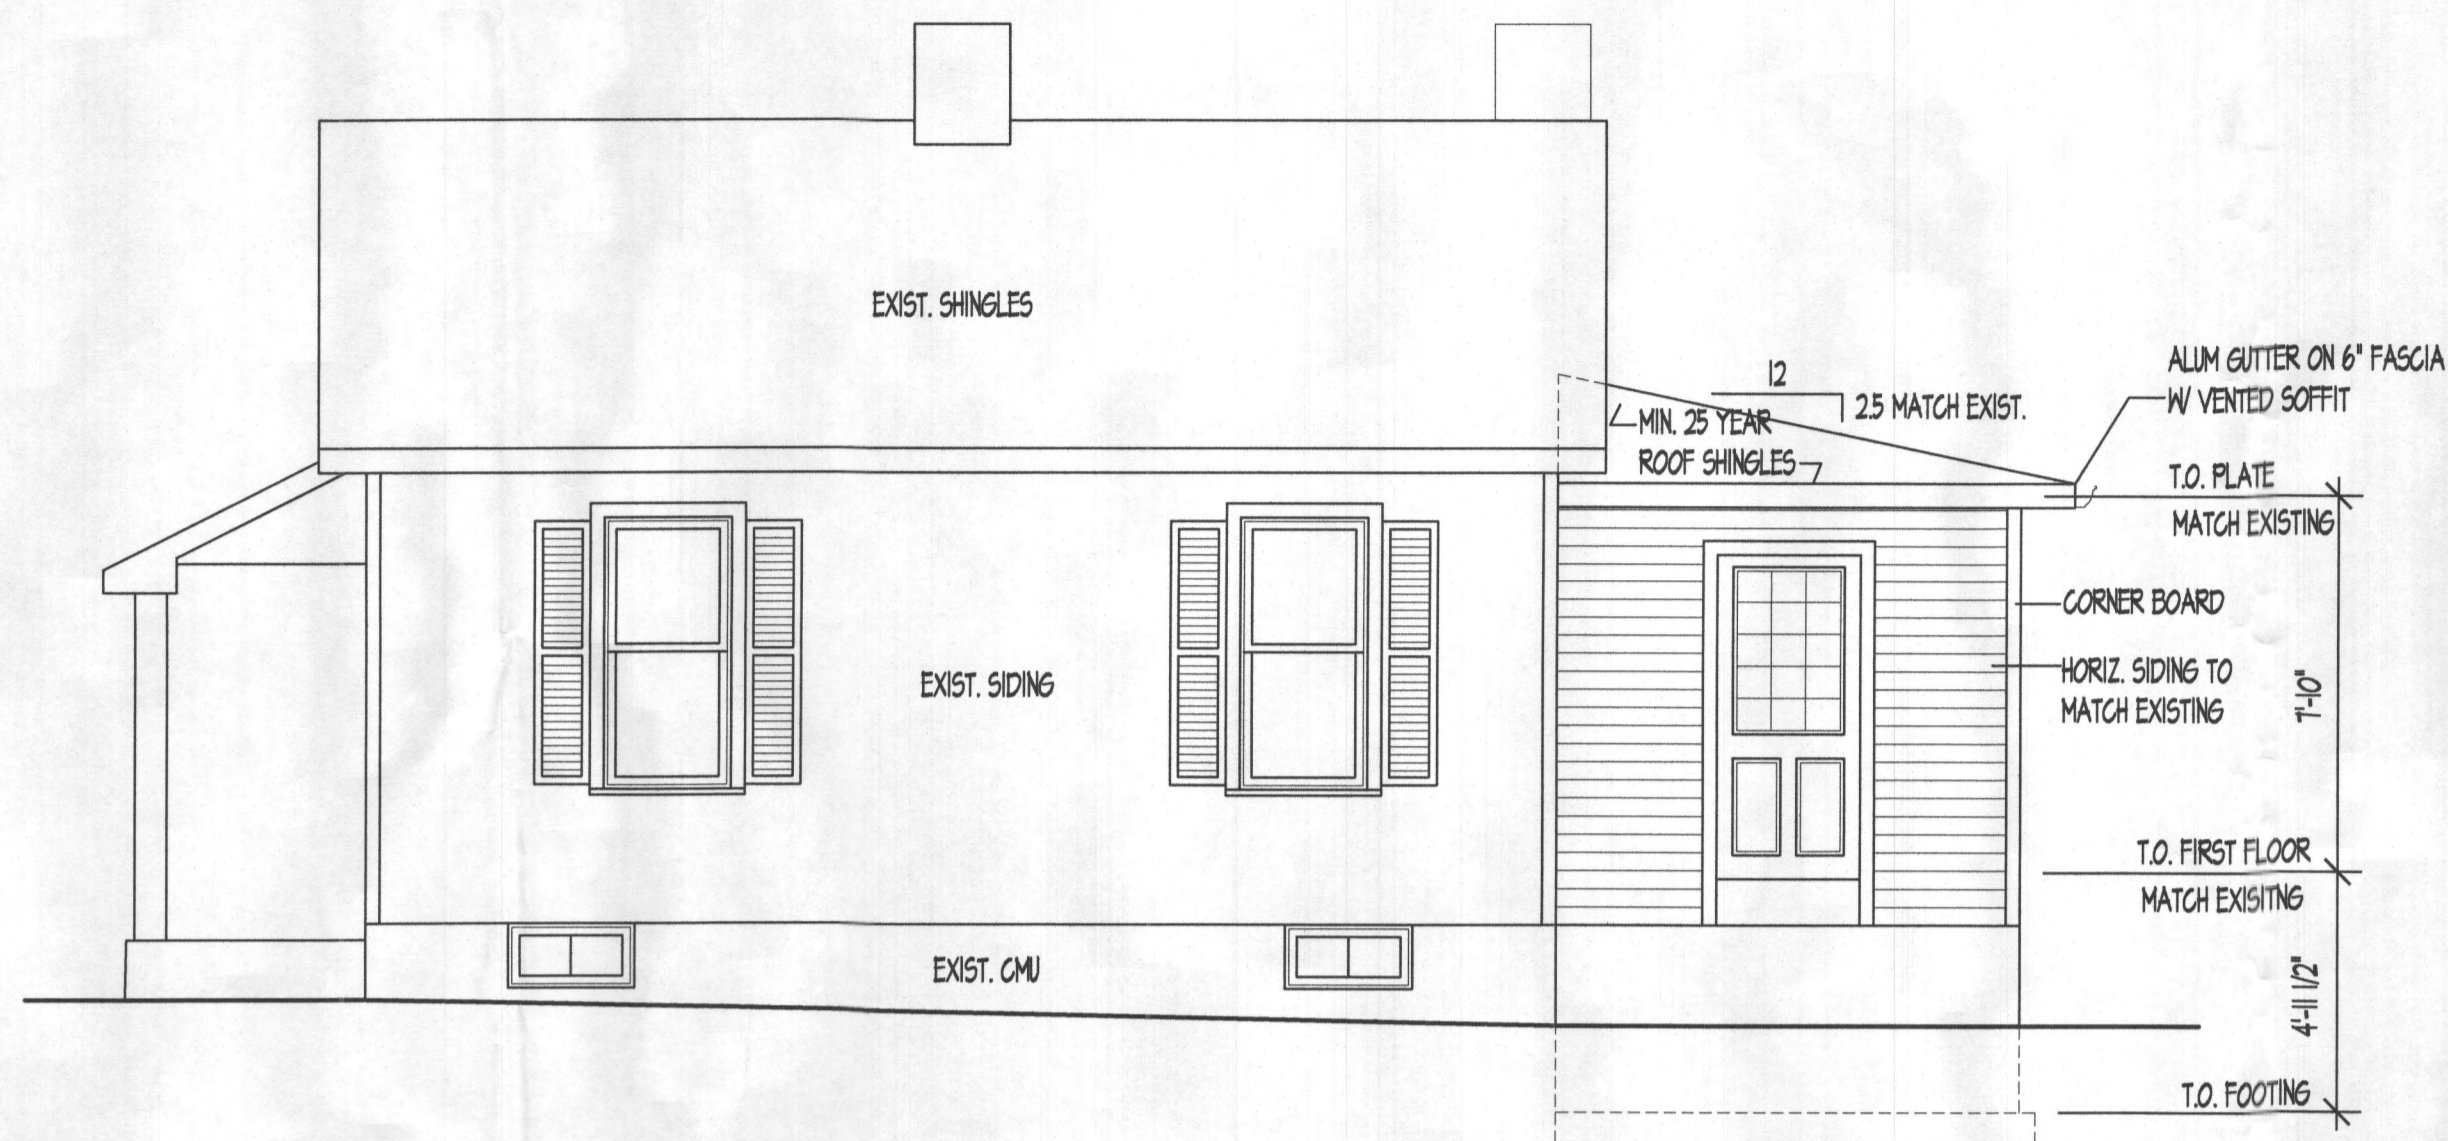 EXIST. SHINGLES
12
2.5 MATCH EXIST.
MIN. 25 YEAR
ROOF SHINGLES
ALUM GUTTER ON 6" FASCIA
W/ VENTED SOFFIT
T.O. PLATE
MATCH EXISTING
CORNER BOARD
HORIZ. SIDING TO
MATCH EXISTING
7'-10"
EXIST. SIDING
T.O. FIRST FLOOR
MATCH EXISITNG
EXIST. CMU
4'-11 1/2"
T.O. FOOTING